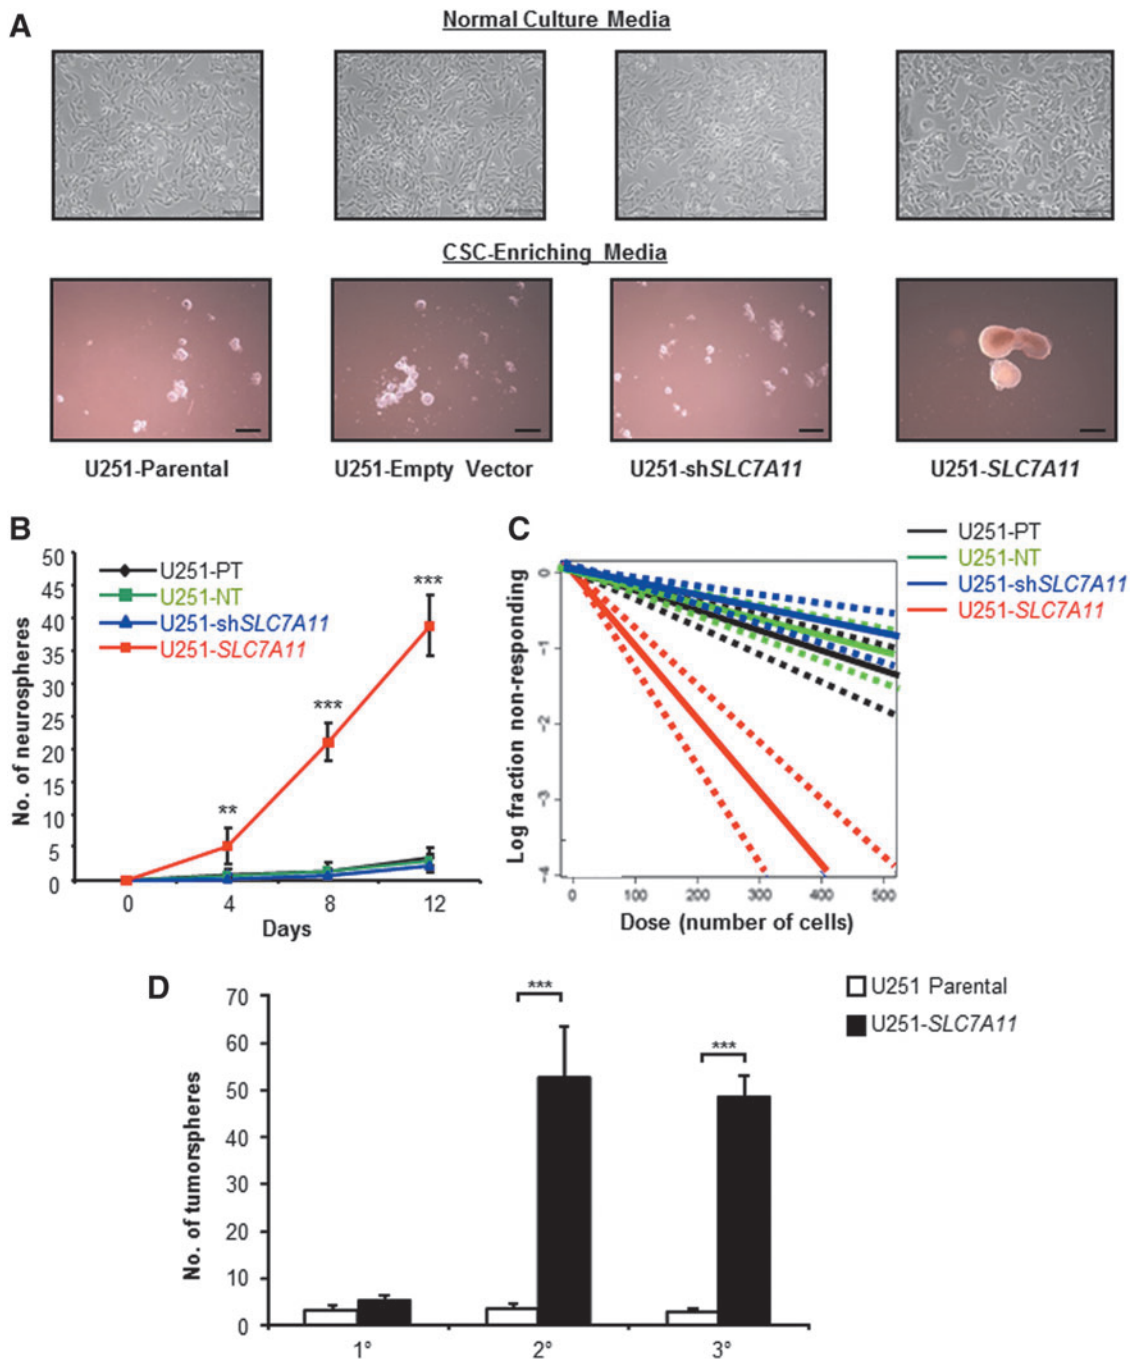 A
Normal Culture Media
CSC-Enriching Media
U251-Parental
U251-Empty Vector
U251-shSLC7A11
U251-SLC7A11
B
No. of neurospheres
50
45
40
35
30
25
20
15
10
5
0
U251-PT
U251-NT
U251-shSLC7A11
U251-SLC7A11
**
***
***
0 4 8 12
Days
C
Log fraction non-responding
0
-1
-2
-3
-4
0 100 200 300 400 500
Dose (number of cells)
U251-PT
U251-NT
U251-shSLC7A11
U251-SLC7A11
D
No. of tumorspheres
70
60
50
40
30
20
10
0
***
***
1° 2° 3°
U251 Parental
U251-SLC7A11